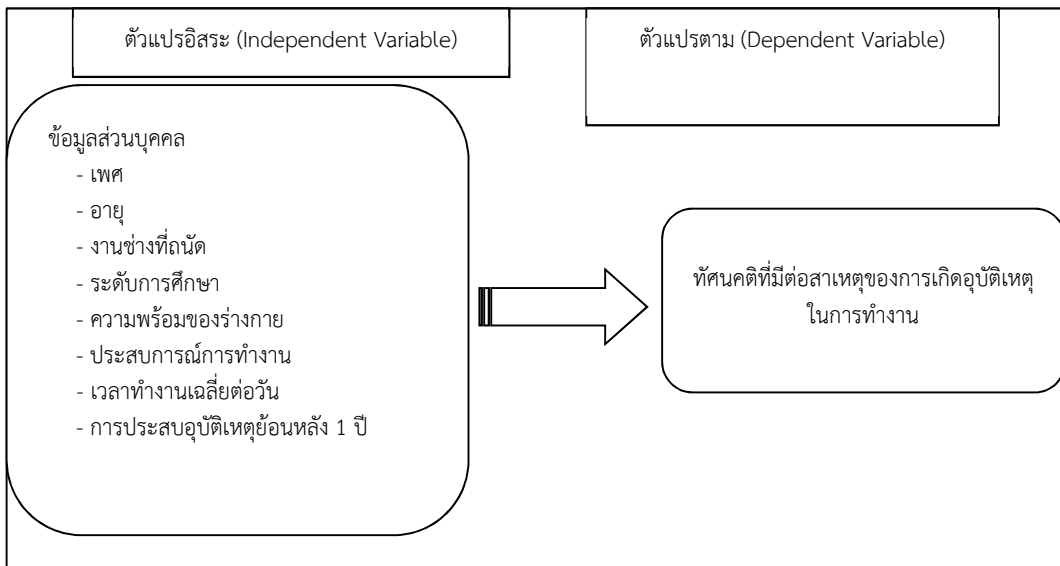 ตัวแปรอิสระ (Independent Variable)
ตัวแปรตาม (Dependent Variable)
ข้อมูลส่วนบุคคล
- เพศ
- อายุ
- งานช่างที่ถนัด
- ระดับการศึกษา
- ความพร้อมของร่างกาย
- ประสบการณ์การทำงาน
- เวลาทำงานเฉลี่ยต่อวัน
- การประสบอุบัติเหตุย้อนหลัง 1 ปี
ทัศนคติที่มีต่อสาเหตุของการเกิดอุบัติเหตุ
ในการทำงาน